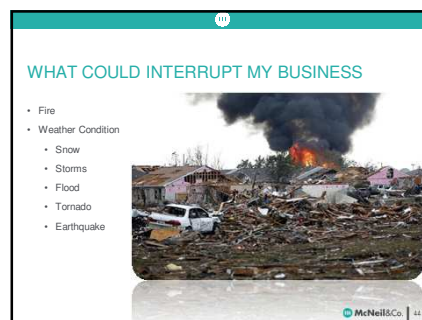 WHAT COULD INTERRUPT MY BUSINESS
• Fire
• Weather Condition
• Snow
• Storms
• Flood
• Tornado
• Earthquake
McNeil&Co.
44